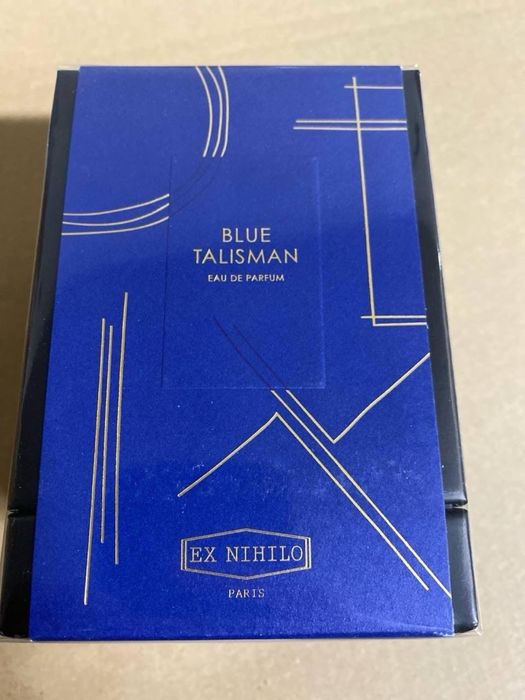 BLUE
TALISMAN
EAU DE PARFUM
EX NIHILO
PARIS